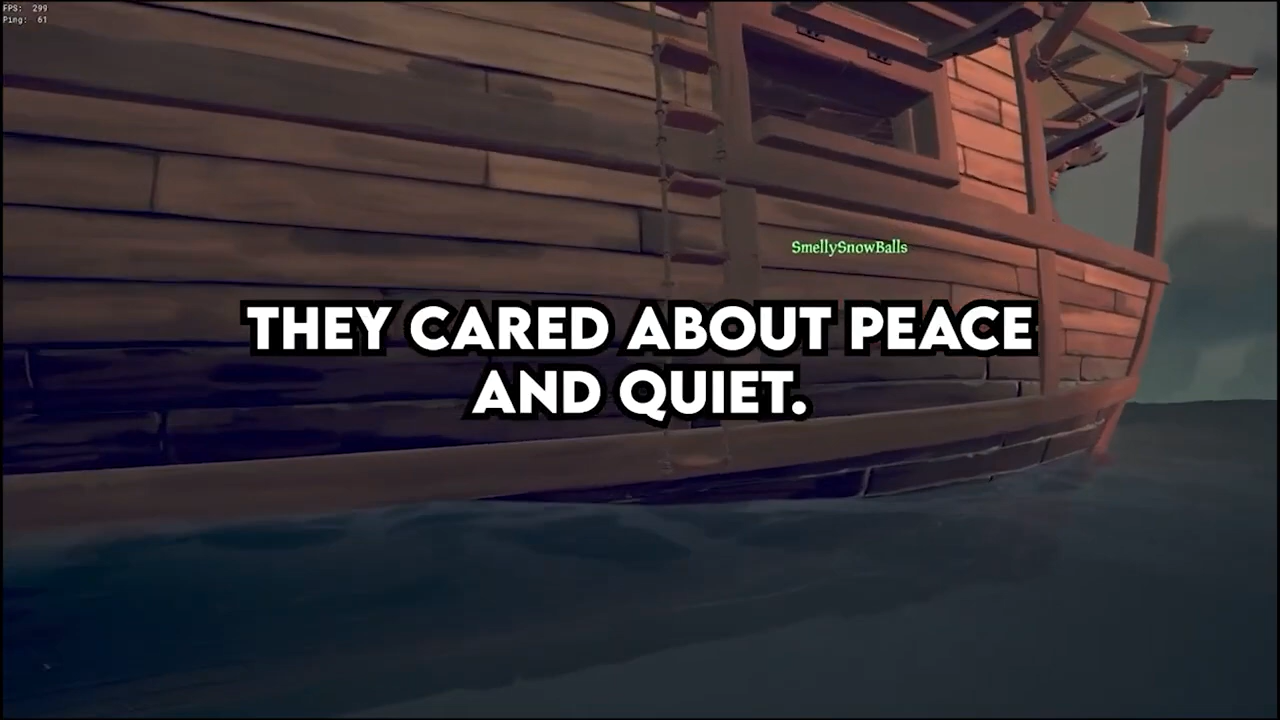 FPS: 299
Ping: 61
SmellySnowBalls
THEY CARED ABOUT PEACE
AND QUIET.